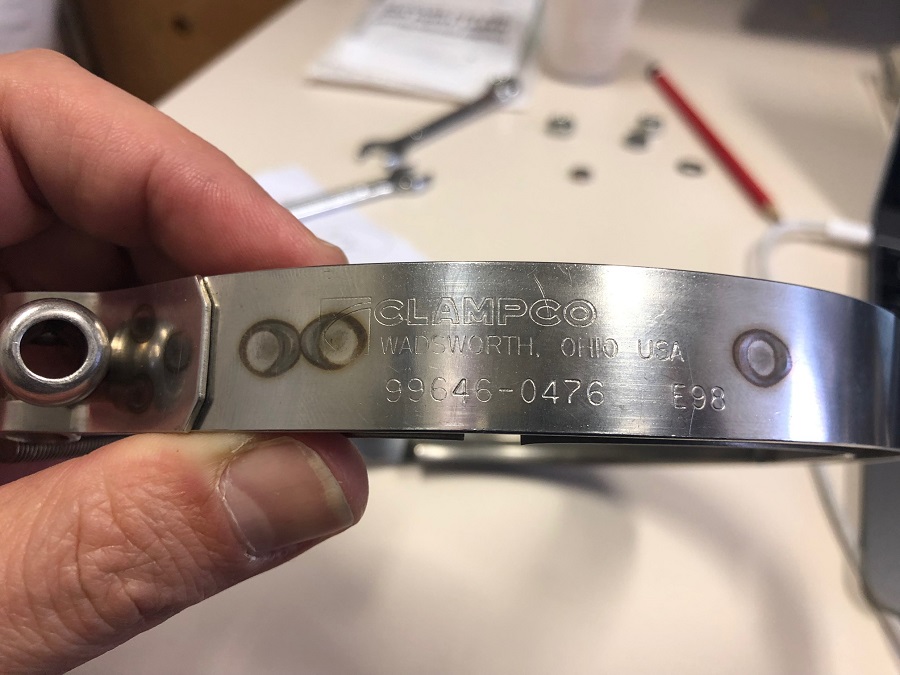 CLAMPCO
WADSWORTH, OHIO USA
99646-0476 E98